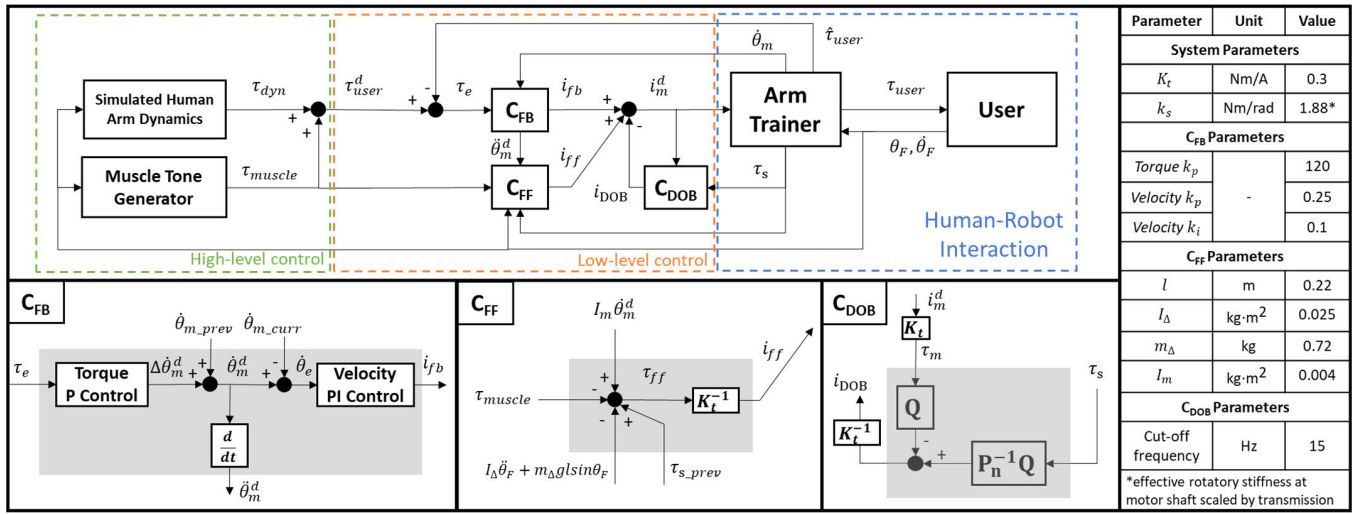 Simulated Human
Arm Dynamics
Muscle Tone
Generator
τ_dyn
τ_muscle
+
+
High-level control
τ^d_user
+
-
τ_e
C_FB
θ̈^d_m
C_FF
i_fb
i_ff
+
+
-
i^d_m
i_DOB
C_DOB
θ̇_m
τ̂_user
Low-level control
Arm
Trainer
τ_user
User
θ_F, θ̇_F
τ_s
Human-Robot
Interaction
C_FB
θ̇_m_prev
θ̇_m_curr
τ_e
Torque
P Control
Δθ̇^d_m
+
+
θ̇^d_m
+
-
θ̇_e
Velocity
PI Control
i_fb
d/dt
θ̈^d_m
C_FF
I_m θ̈^d_m
τ_muscle
+
-
-
+
τ_ff
K_t^-1
i_ff
I_Δ θ̈_F + m_Δ gl sinθ_F
τ_s_prev
C_DOB
i^d_m
K_t
τ_m
i_DOB
K_t^-1
Q
-
+
P_n^-1 Q
τ_s
Parameter Unit Value
System Parameters
K_t Nm/A 0.3
k_s Nm/rad 1.88*
C_FB Parameters
Torque k_p 120
Velocity k_p - 0.25
Velocity k_i 0.1
C_FF Parameters
l m 0.22
I_Δ kg·m² 0.025
m_Δ kg 0.72
I_m kg·m² 0.004
C_DOB Parameters
Cut-off
frequency Hz 15
*effective rotatory stiffness at
motor shaft scaled by transmission